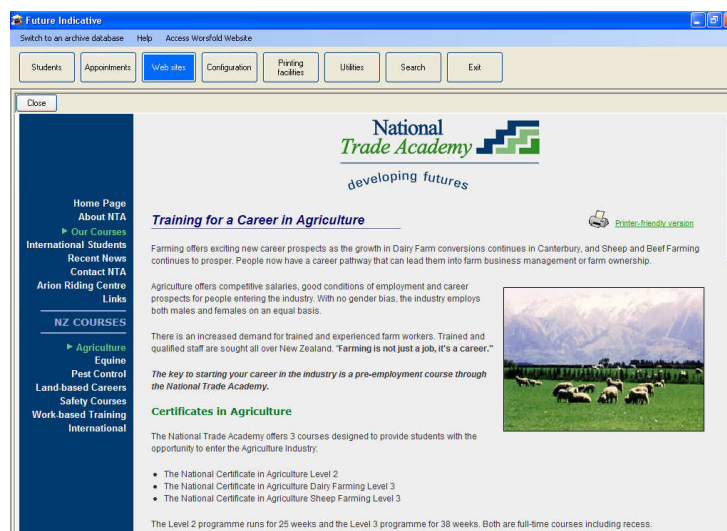 Future Indicative
Switch to an archive database Help Access Worsfold Website
Students Appointments Web sites Configuration Printing facilities Utilities Search Exit
Close
National
Trade Academy
developing futures
Home Page
About NTA
Our Courses
International Students
Recent News
Contact NTA
Arion Riding Centre
Links
NZ COURSES
Agriculture
Equine
Pest Control
Land-based Careers
Safety Courses
Work-based Training
International
Training for a Career in Agriculture
Printer-friendly version
Farming offers exciting new career prospects as the growth in Dairy Farm conversions continues in Canterbury, and Sheep and Beef Farming
continues to prosper. People now have a career pathway that can lead them into farm business management or farm ownership.
Agriculture offers competitive salaries, good conditions of employment and career
prospects for people entering the industry. With no gender bias, the industry employs
both males and females on an equal basis.
There is an increased demand for trained and experienced farm workers. Trained and
qualified staff are sought all over New Zealand. "Farming is not just a job, it's a career."
The key to starting your career in the industry is a pre-employment course through
the National Trade Academy.
Certificates in Agriculture
The National Trade Academy offers 3 courses designed to provide students with the
opportunity to enter the Agriculture Industry:
• The National Certificate in Agriculture Level 2
• The National Certificate in Agriculture Dairy Farming Level 3
• The National Certificate in Agriculture Sheep Farming Level 3
The Level 2 programme runs for 25 weeks and the Level 3 programme for 38 weeks. Both are full-time courses including recess.